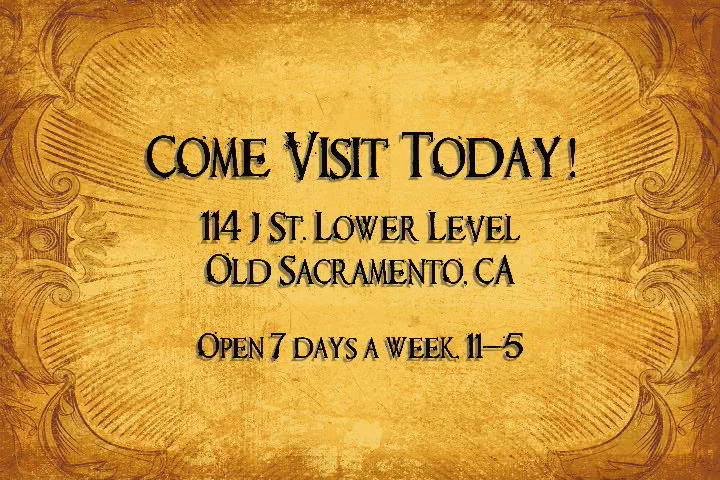 Come Visit Today!
114 J St. Lower Level
Old Sacramento, CA
Open 7 days a week, 11-5